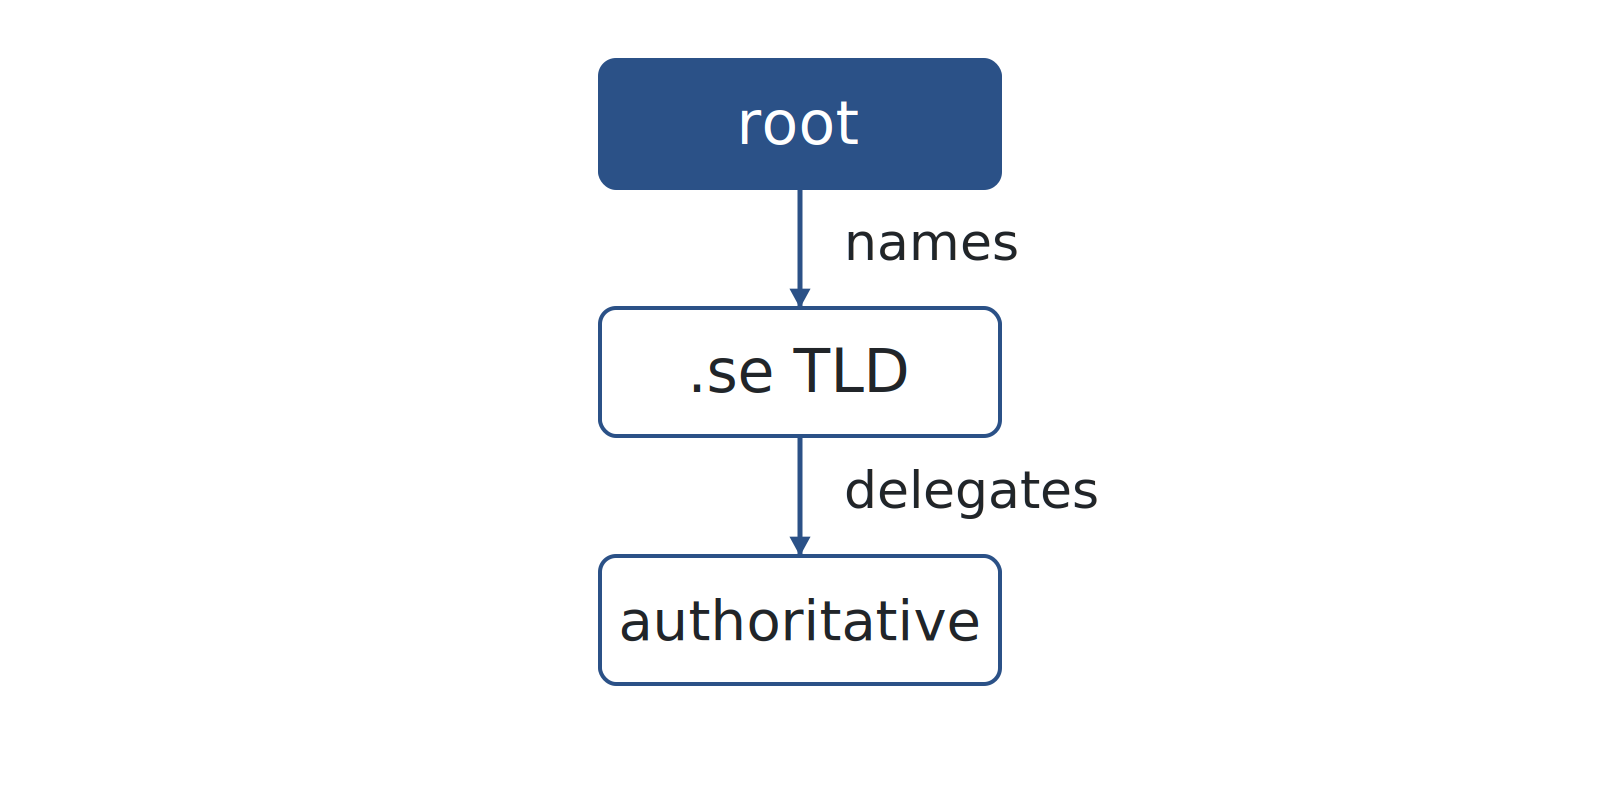 root
names
.se TLD
delegates
authoritative